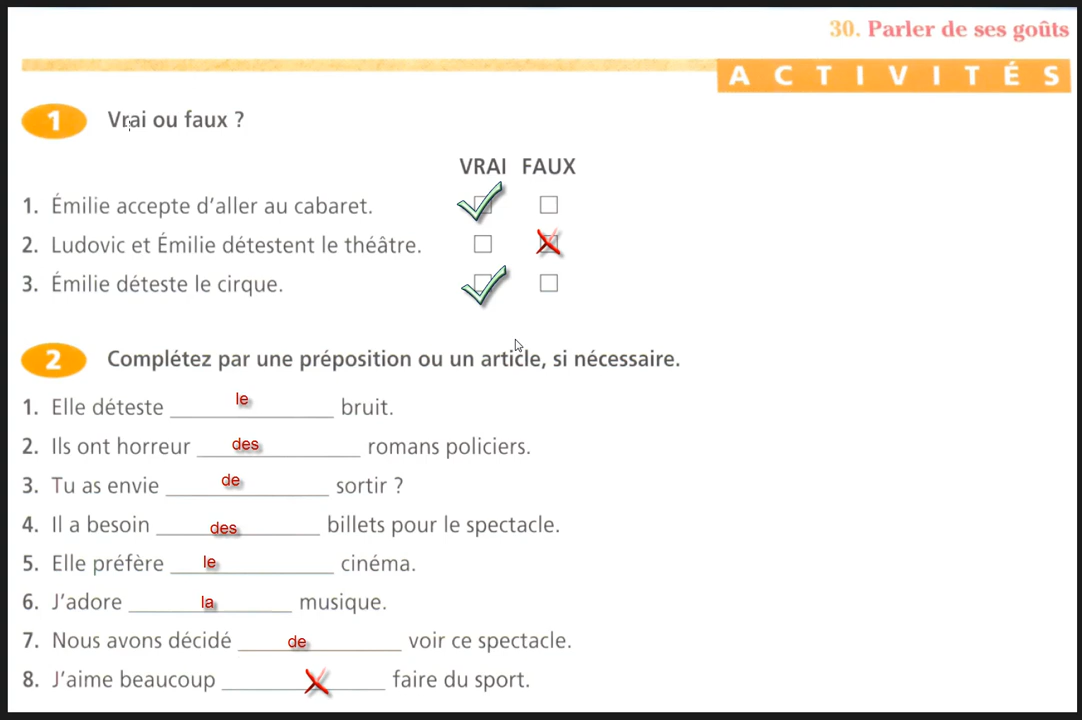 30. Parler de ses goûts
ACTIVITÉS
1 Vrai ou faux ?
VRAI FAUX
1. Émilie accepte d'aller au cabaret.
2. Ludovic et Émilie détestent le théâtre.
3. Émilie déteste le cirque.
2 Complétez par une préposition ou un article, si nécessaire.
1. Elle déteste le bruit.
2. Ils ont horreur des romans policiers.
3. Tu as envie de sortir ?
4. Il a besoin des billets pour le spectacle.
5. Elle préfère le cinéma.
6. J'adore la musique.
7. Nous avons décidé de voir ce spectacle.
8. J'aime beaucoup faire du sport.